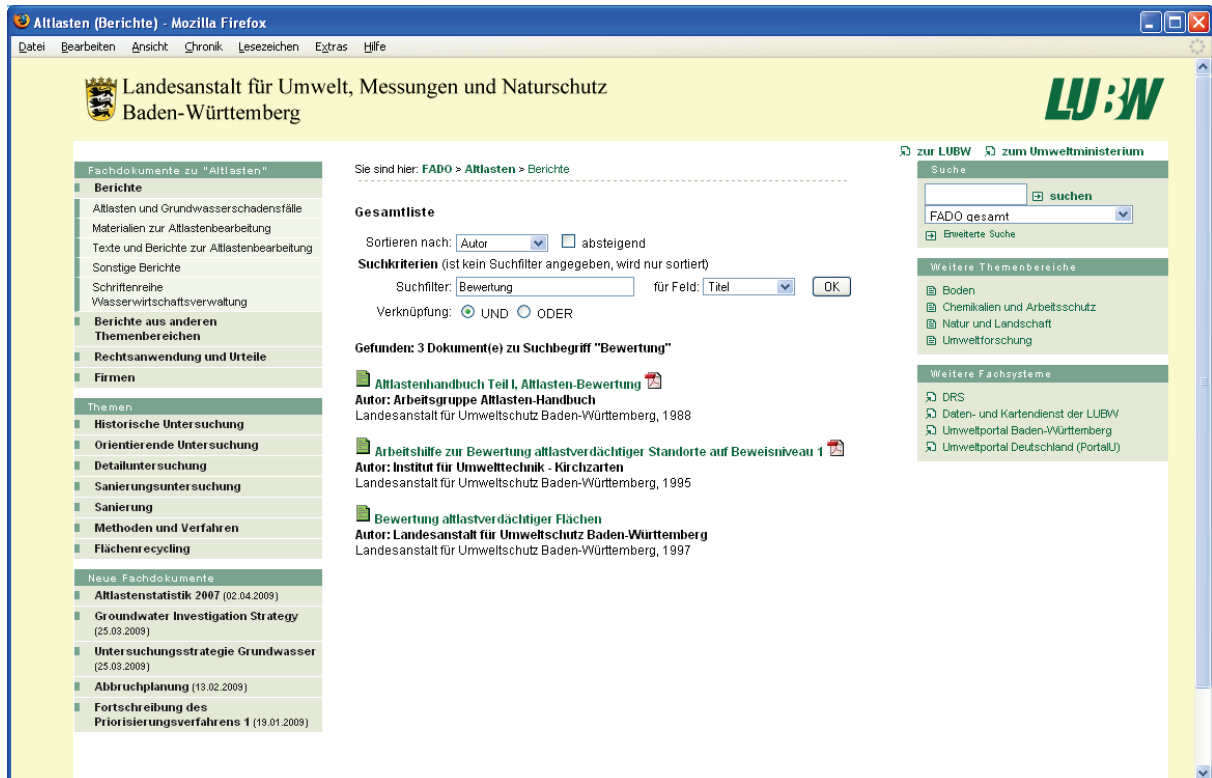 Altlasten (Berichte) - Mozilla Firefox
Datei Bearbeiten Ansicht Chronik Lesezeichen Extras Hilfe
Landesanstalt für Umwelt, Messungen und Naturschutz
Baden-Württemberg
LUBW
zur LUBW zum Umweltministerium
Fachdokumente zu "Altlasten"
Berichte
Altlasten und Grundwasserschadensfälle
Materialien zur Altlastenbearbeitung
Texte und Berichte zur Altlastenbearbeitung
Sonstige Berichte
Schriftenreihe
Wasserwirtschaftsverwaltung
Berichte aus anderen
Themenbereichen
Rechtsanwendung und Urteile
Firmen
Themen
Historische Untersuchung
Orientierende Untersuchung
Detailuntersuchung
Sanierungsuntersuchung
Sanierung
Methoden und Verfahren
Flächenrecycling
Neue Fachdokumente
Altlastenstatistik 2007 (02.04.2009)
Groundwater Investigation Strategy
(25.03.2009)
Untersuchungsstrategie Grundwasser
(25.03.2009)
Abbruchplanung (13.02.2009)
Fortschreibung des
Priorisierungsverfahrens 1 (19.01.2009)
Sie sind hier: FADO > Altlasten > Berichte
Gesamtliste
Sortieren nach: Autor absteigend
Suchkriterien (ist kein Suchfilter angegeben, wird nur sortiert)
Suchfilter: Bewertung für Feld: Titel OK
Verknüpfung: UND ODER
Gefunden: 3 Dokument(e) zu Suchbegriff "Bewertung"
Altlastenhandbuch Teil I, Altlasten-Bewertung
Autor: Arbeitsgruppe Altlasten-Handbuch
Landesanstalt für Umweltschutz Baden-Württemberg, 1988
Arbeitshilfe zur Bewertung altlastverdächtiger Standorte auf Beweisniveau 1
Autor: Institut für Umwelttechnik - Kirchzarten
Landesanstalt für Umweltschutz Baden-Württemberg, 1995
Bewertung altlastverdächtiger Flächen
Autor: Landesanstalt für Umweltschutz Baden-Württemberg
Landesanstalt für Umweltschutz Baden-Württemberg, 1997
Suche
suchen
FADO gesamt
Erweiterte Suche
Weitere Themenbereiche
Boden
Chemikalien und Arbeitsschutz
Natur und Landschaft
Umweltforschung
Weitere Fachsysteme
DRS
Daten- und Kartendienst der LUBW
Umweltportal Baden-Württemberg
Umweltportal Deutschland (PortalU)